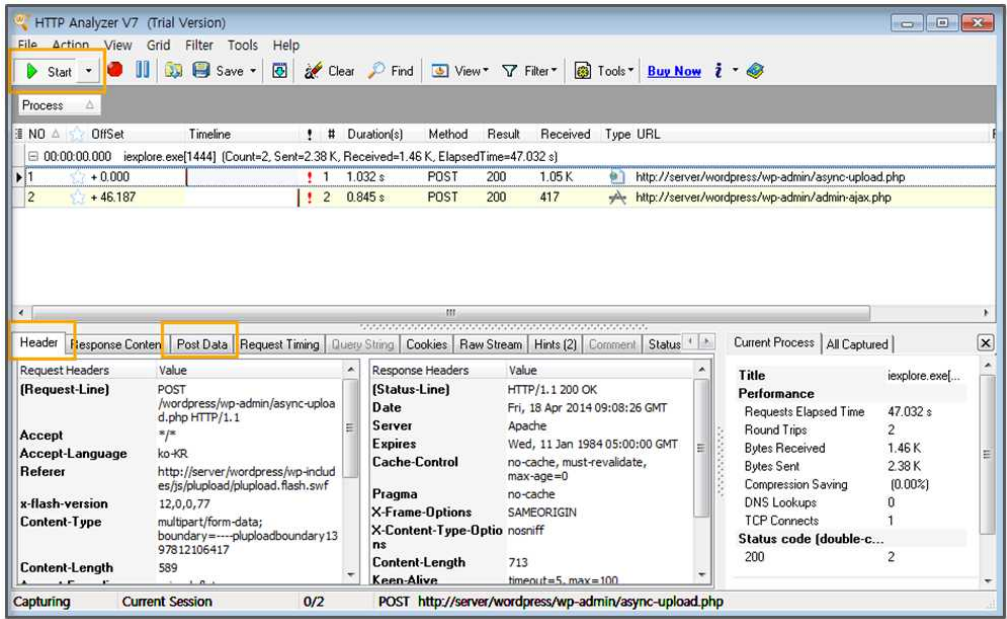 HTTP Analyzer V7 (Trial Version)
File Action View Grid Filter Tools Help
Start Save Clear Find View Filter Tools Buy Now
Process
NO OffSet Timeline ! # Duration(s) Method Result Received Type URL
00:00:00.000 iexplore.exe[1444] (Count=2, Sent=2.38 K, Received=1.46 K, ElapsedTime=47.032 s)
1 + 0.000 ! 1 1.032 s POST 200 1.05 K http://server/wordpress/wp-admin/async-upload.php
2 + 46.187 ! 2 0.845 s POST 200 417 http://server/wordpress/wp-admin/admin-ajax.php
Header Response Content Post Data Request Timing Query String Cookies Raw Stream Hints (2) Comment Status
Request Headers Value
(Request-Line) POST
/wordpress/wp-admin/async-uploa
d.php HTTP/1.1
Accept */*
Accept-Language ko-KR
Referer http://server/wordpress/wp-includ
es/js/plupload/plupload.flash.swf
x-flash-version 12,0,0,77
Content-Type multipart/form-data;
boundary=----pluploadboundary13
97812106417
Content-Length 589
Response Headers Value
(Status-Line) HTTP/1.1 200 OK
Date Fri, 18 Apr 2014 09:08:26 GMT
Server Apache
Expires Wed, 11 Jan 1984 05:00:00 GMT
Cache-Control no-cache, must-revalidate,
max-age=0
Pragma no-cache
X-Frame-Options SAMEORIGIN
X-Content-Type-Optio nosniff
ns
Content-Length 713
Keep-Alive timeout=5, max=100
Current Process All Captured
Title iexplore.exe[...
Performance
Requests Elapsed Time 47.032 s
Round Trips 2
Bytes Received 1.46 K
Bytes Sent 2.38 K
Compression Saving (0.00%)
DNS Lookups 0
TCP Connects 1
Status code (double-c...
200 2
Capturing Current Session 0/2 POST http://server/wordpress/wp-admin/async-upload.php